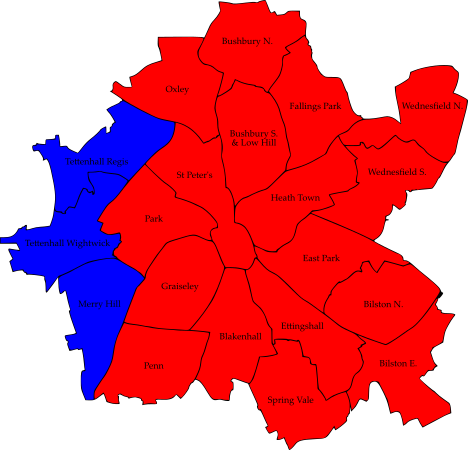 Bushbury N.
Oxley
Fallings Park
Wednesfield N.
Bushbury S.
& Low Hill
Tettenhall Regis
St Peter's
Wednesfield S.
Heath Town
Park
Tettenhall Wightwick
East Park
Graiseley
Merry Hill
Bilston N.
Ettingshall
Blakenhall
Penn
Bilston E.
Spring Vale